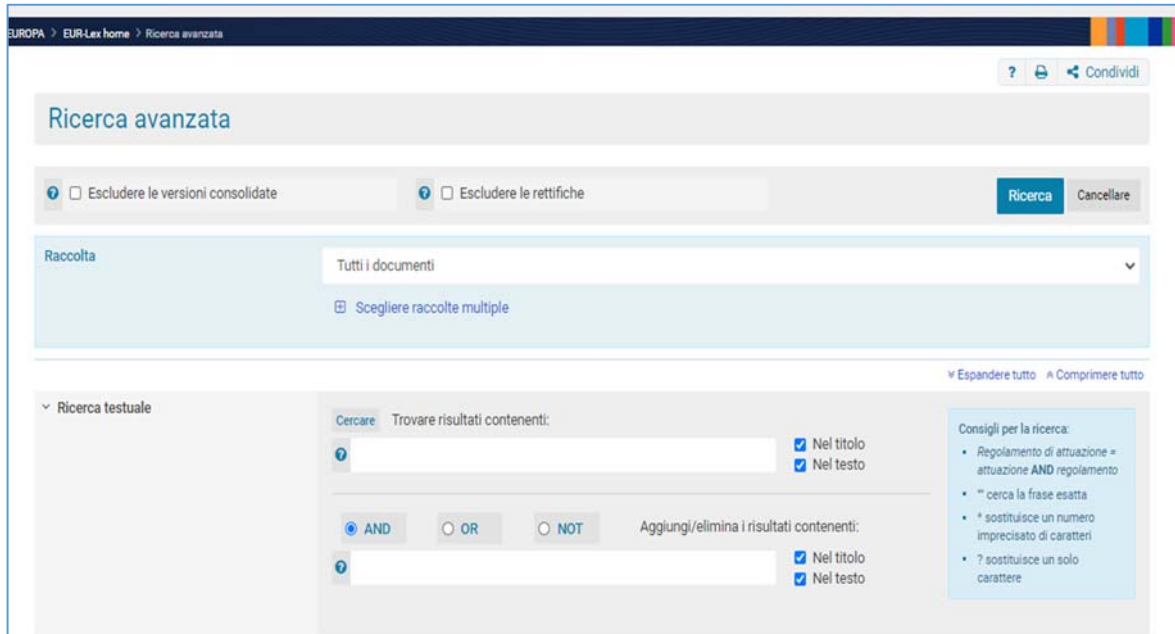 EUROPA > EUR-Lex home > Ricerca avanzata
? Condividi
Ricerca avanzata
? Escludere le versioni consolidate ? Escludere le rettifiche Ricerca Cancellare
Raccolta
Tutti i documenti
Scegliere raccolte multiple
Espandere tutto Comprimere tutto
Ricerca testuale
Cercare Trovare risultati contenenti:
? Nel titolo
Nel testo
AND OR NOT Aggiungi/elimina i risultati contenenti:
? Nel titolo
Nel testo
Consigli per la ricerca:
• Regolamento di attuazione =
attuazione AND regolamento
• "" cerca la frase esatta
• * sostituisce un numero
imprecisato di caratteri
• ? sostituisce un solo
carattere